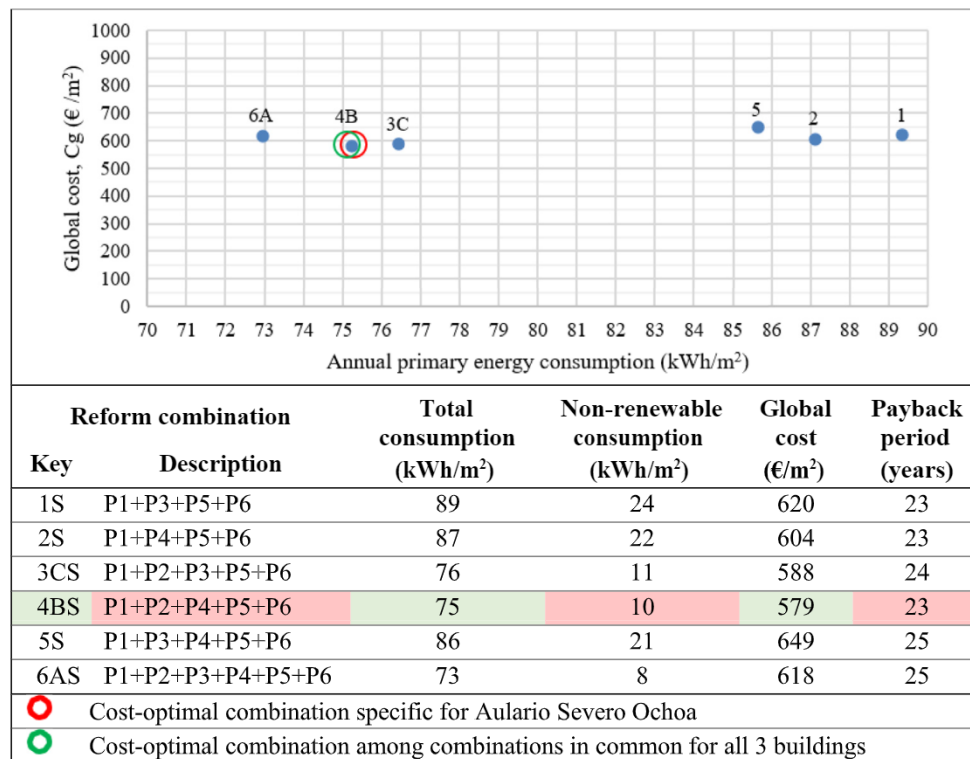 1000
900
800
700
600
500
400
300
200
100
0
Global cost, Cg (€ /m²)
6A
4B
3C
5
2
1
70 71 72 73 74 75 76 77 78 79 80 81 82 83 84 85 86 87 88 89 90
Annual primary energy consumption (kWh/m²)
Reform combination Total consumption (kWh/m²) Non-renewable consumption (kWh/m²) Global cost (€/m²) Payback period (years)
Key Description
1S P1+P3+P5+P6 89 24 620 23
2S P1+P4+P5+P6 87 22 604 23
3CS P1+P2+P3+P5+P6 76 11 588 24
4BS P1+P2+P4+P5+P6 75 10 579 23
5S P1+P3+P4+P5+P6 86 21 649 25
6AS P1+P2+P3+P4+P5+P6 73 8 618 25
Cost-optimal combination specific for Aulario Severo Ochoa
Cost-optimal combination among combinations in common for all 3 buildings